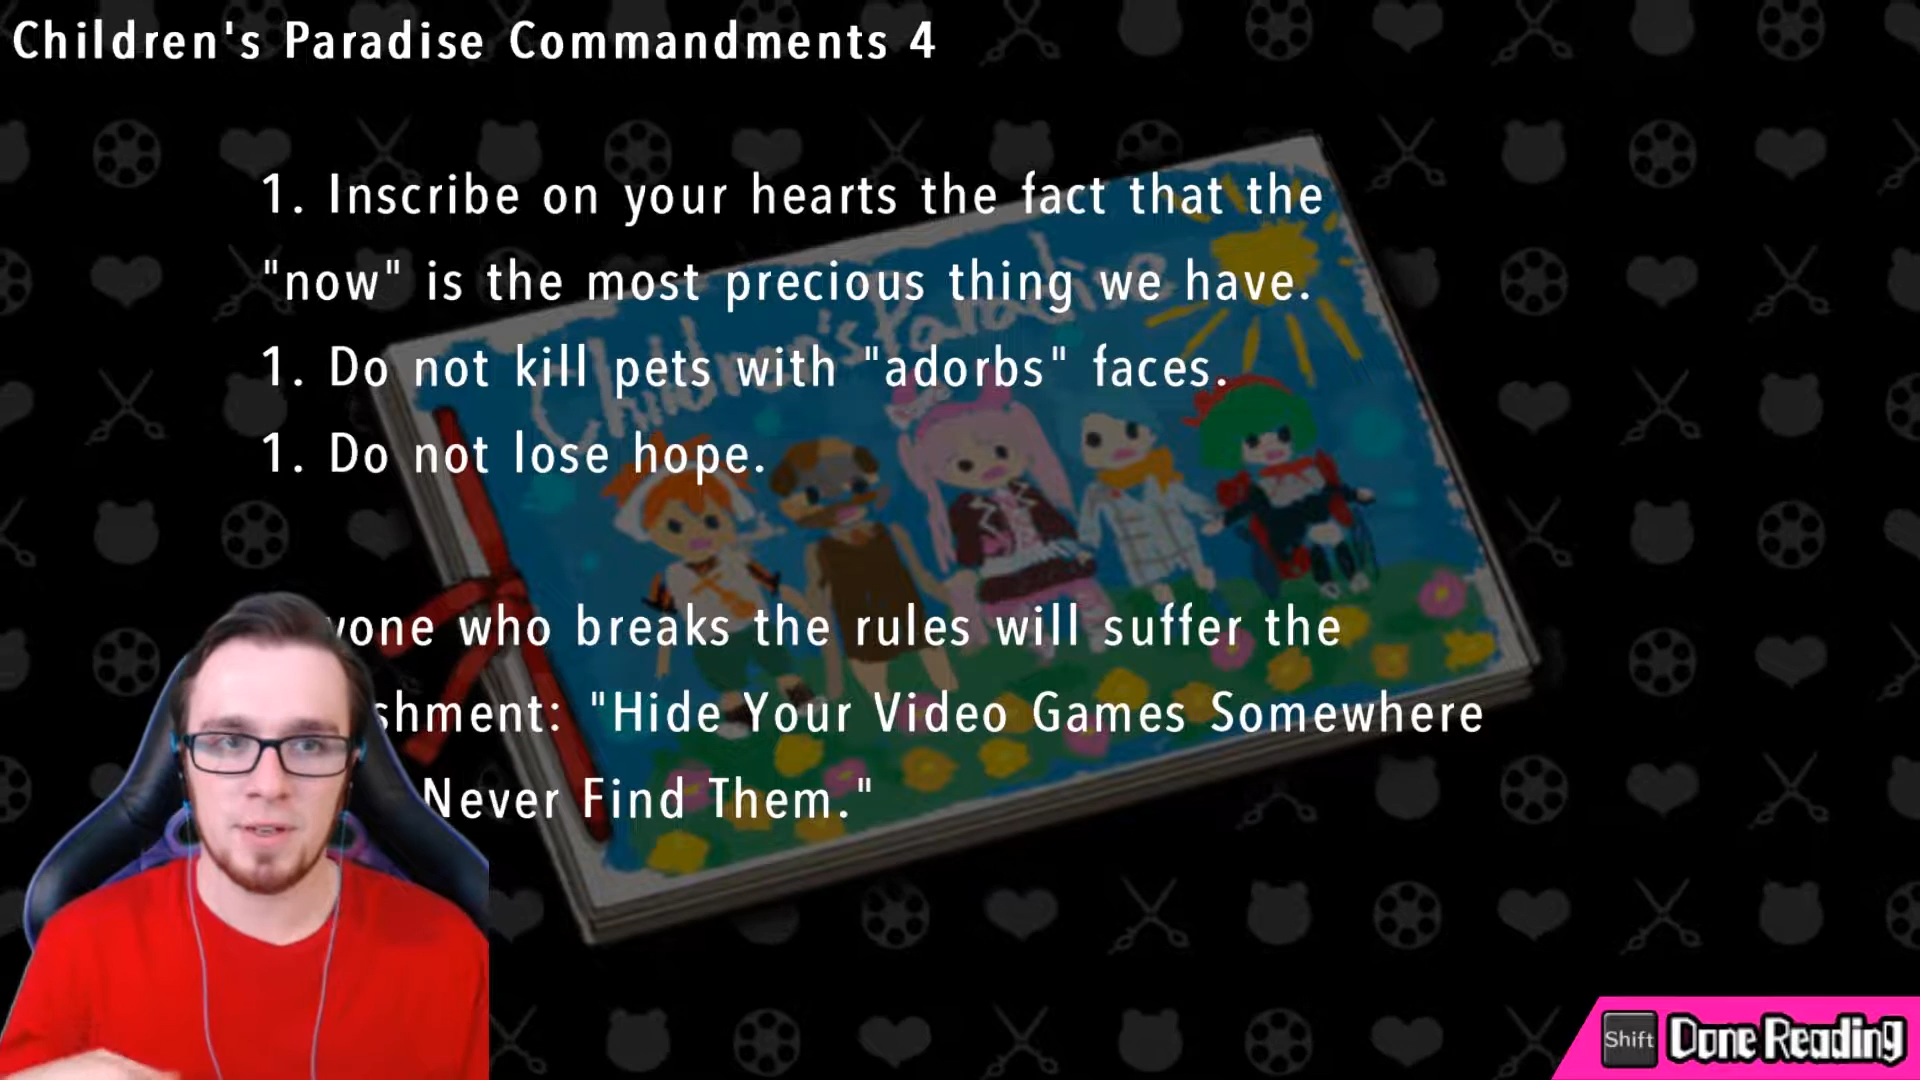 Children's Paradise Commandments 4
1. Inscribe on your hearts the fact that the
"now" is the most precious thing we have.
1. Do not kill pets with "adorbs" faces.
1. Do not lose hope.
who breaks the rules will suffer the
"Hide Your Video Games Somewhere
Never Find Them."
Children's Paradise
Shift Done Reading